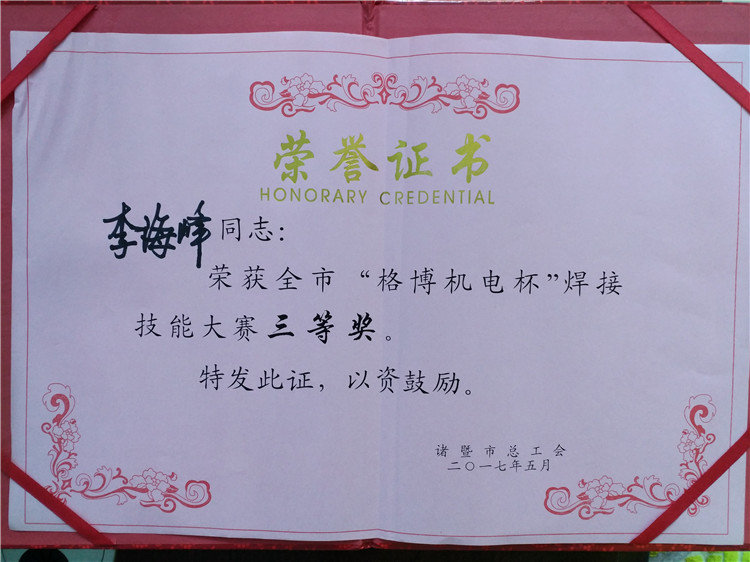 荣誉证书
HONORARY CREDENTIAL
李海峰同志：
荣获全市“格博机电杯”焊接
技能大赛三等奖。
特发此证，以资鼓励。
诸暨市总工会
二〇一七年五月